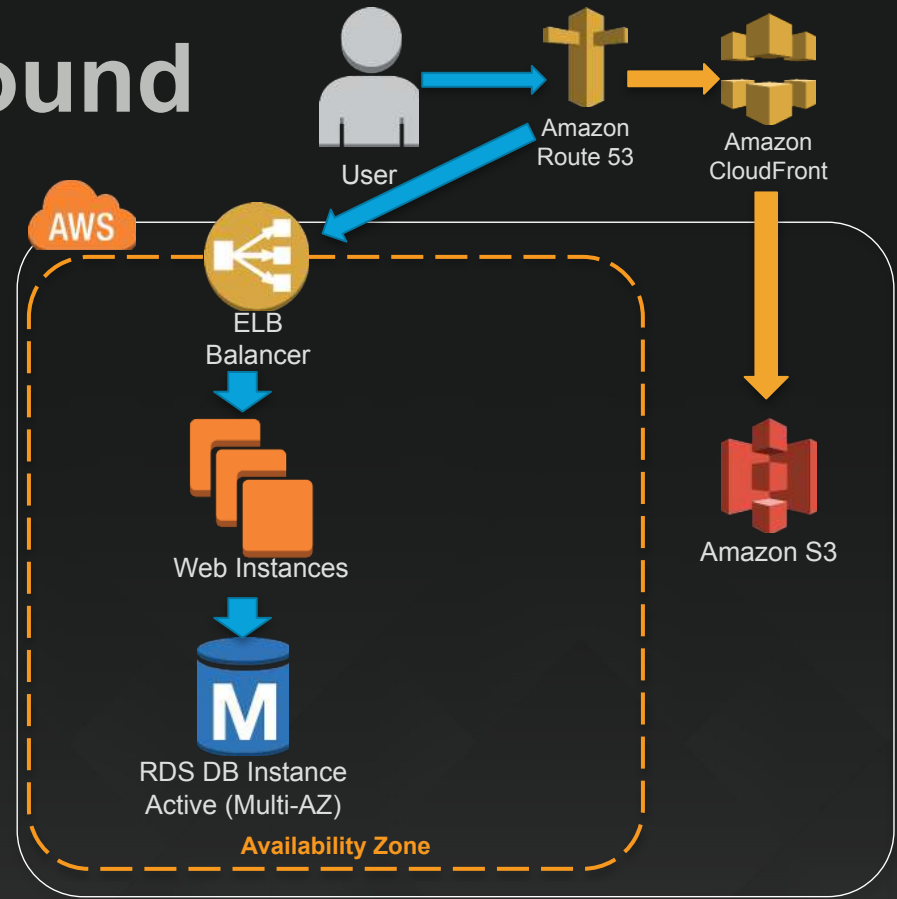 User
Amazon
Route 53
Amazon
CloudFront
AWS
ELB
Balancer
Web Instances
Amazon S3
M
RDS DB Instance
Active (Multi-AZ)
Availability Zone